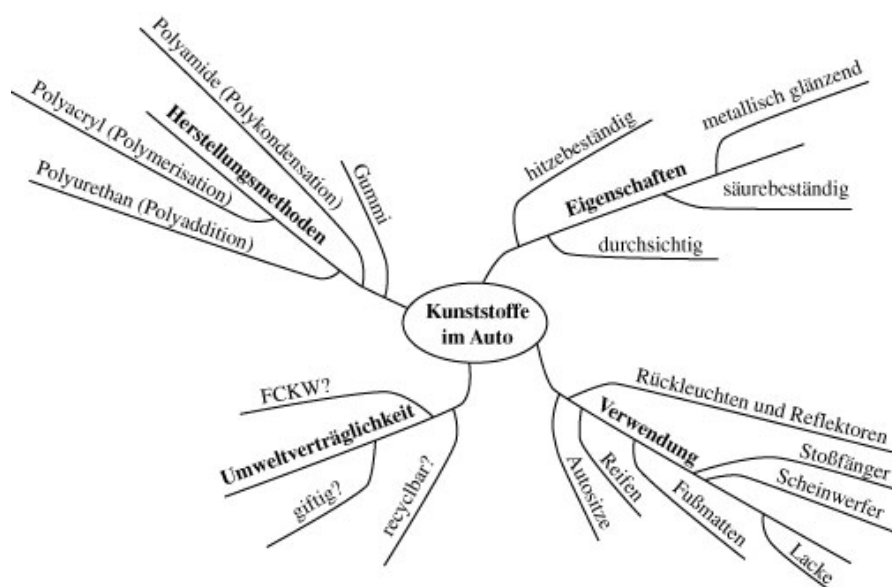 Kunststoffe
im Auto
Herstellungsmethoden
Polyamide (Polykondensation)
Polyacryl (Polymerisation)
Polyurethan (Polyaddition)
Gummi
Eigenschaften
hitzebeständig
metallisch glänzend
säurebeständig
durchsichtig
Umweltverträglichkeit
FCKW?
giftig?
recyclbar?
Verwendung
Rückleuchten und Reflektoren
Stoßfänger
Scheinwerfer
Lacke
Fußmatten
Reifen
Autositze